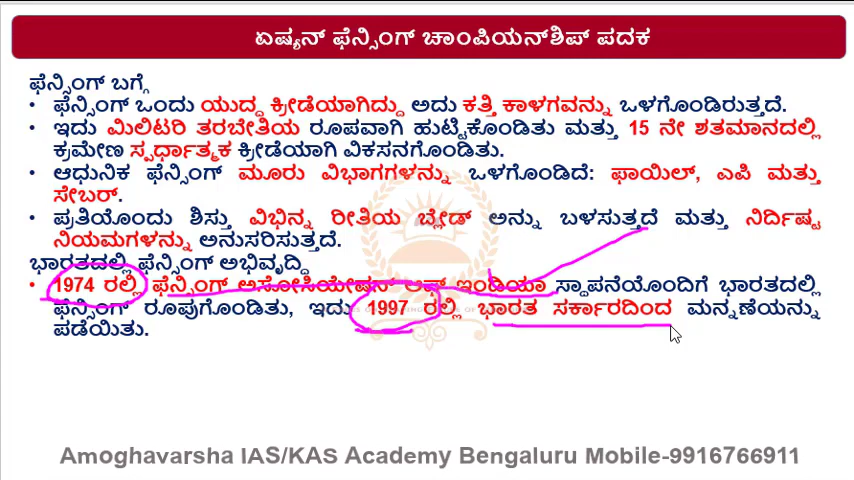 ಏಷ್ಯನ್ ಫೆನ್ಸಿಂಗ್ ಚಾಂಪಿಯನ್‌ಶಿಪ್ ಪದಕ
ಫೆನ್ಸಿಂಗ್ ಬಗ್ಗೆ
• ಫೆನ್ಸಿಂಗ್ ಒಂದು ಯುದ್ಧ ಕ್ರೀಡೆಯಾಗಿದ್ದು ಅದು ಕತ್ತಿ ಕಾಳಗವನ್ನು ಒಳಗೊಂಡಿರುತ್ತದೆ.
• ಇದು ಮಿಲಿಟರಿ ತರಬೇತಿಯ ರೂಪವಾಗಿ ಹುಟ್ಟಿಕೊಂಡಿತು ಮತ್ತು 15 ನೇ ಶತಮಾನದಲ್ಲಿ
ಕ್ರಮೇಣ ಸ್ಪರ್ಧಾತ್ಮಕ ಕ್ರೀಡೆಯಾಗಿ ವಿಕಸನಗೊಂಡಿತು.
• ಆಧುನಿಕ ಫೆನ್ಸಿಂಗ್ ಮೂರು ವಿಭಾಗಗಳನ್ನು ಒಳಗೊಂಡಿದೆ: ಫಾಯಿಲ್, ಎಪಿ ಮತ್ತು
ಸೇಬರ್.
• ಪ್ರತಿಯೊಂದು ಶಿಸ್ತು ವಿಭಿನ್ನ ರೀತಿಯ ಬ್ಲೇಡ್ ಅನ್ನು ಬಳಸುತ್ತದೆ ಮತ್ತು ನಿರ್ದಿಷ್ಟ
ನಿಯಮಗಳನ್ನು ಅನುಸರಿಸುತ್ತದೆ.
ಭಾರತದಲ್ಲಿ ಫೆನ್ಸಿಂಗ್ ಅಭಿವೃದ್ಧಿ
• 1974 ರಲ್ಲಿ ಫೆನ್ಸಿಂಗ್ ಅಸೋಸಿಯೇಷನ್ ಆಫ್ ಇಂಡಿಯಾ ಸ್ಥಾಪನೆಯೊಂದಿಗೆ ಭಾರತದಲ್ಲಿ
ಫೆನ್ಸಿಂಗ್ ರೂಪುಗೊಂಡಿತು, ಇದು 1997 ರಲ್ಲಿ ಭಾರತ ಸರ್ಕಾರದಿಂದ ಮನ್ನಣೆಯನ್ನು
ಪಡೆಯಿತು.
Amoghavarsha IAS/KAS Academy Bengaluru Mobile-9916766911